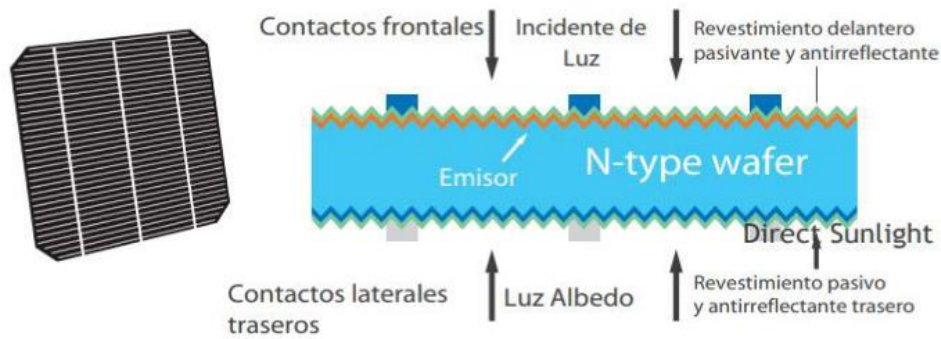 Contactos frontales
Incidente de
Luz
Revestimiento delantero
pasivante y antirreflectante
Emisor
N-type wafer
Direct Sunlight
Contactos laterales
traseros
Luz Albedo
Revestimiento pasivo
y antirreflectante trasero